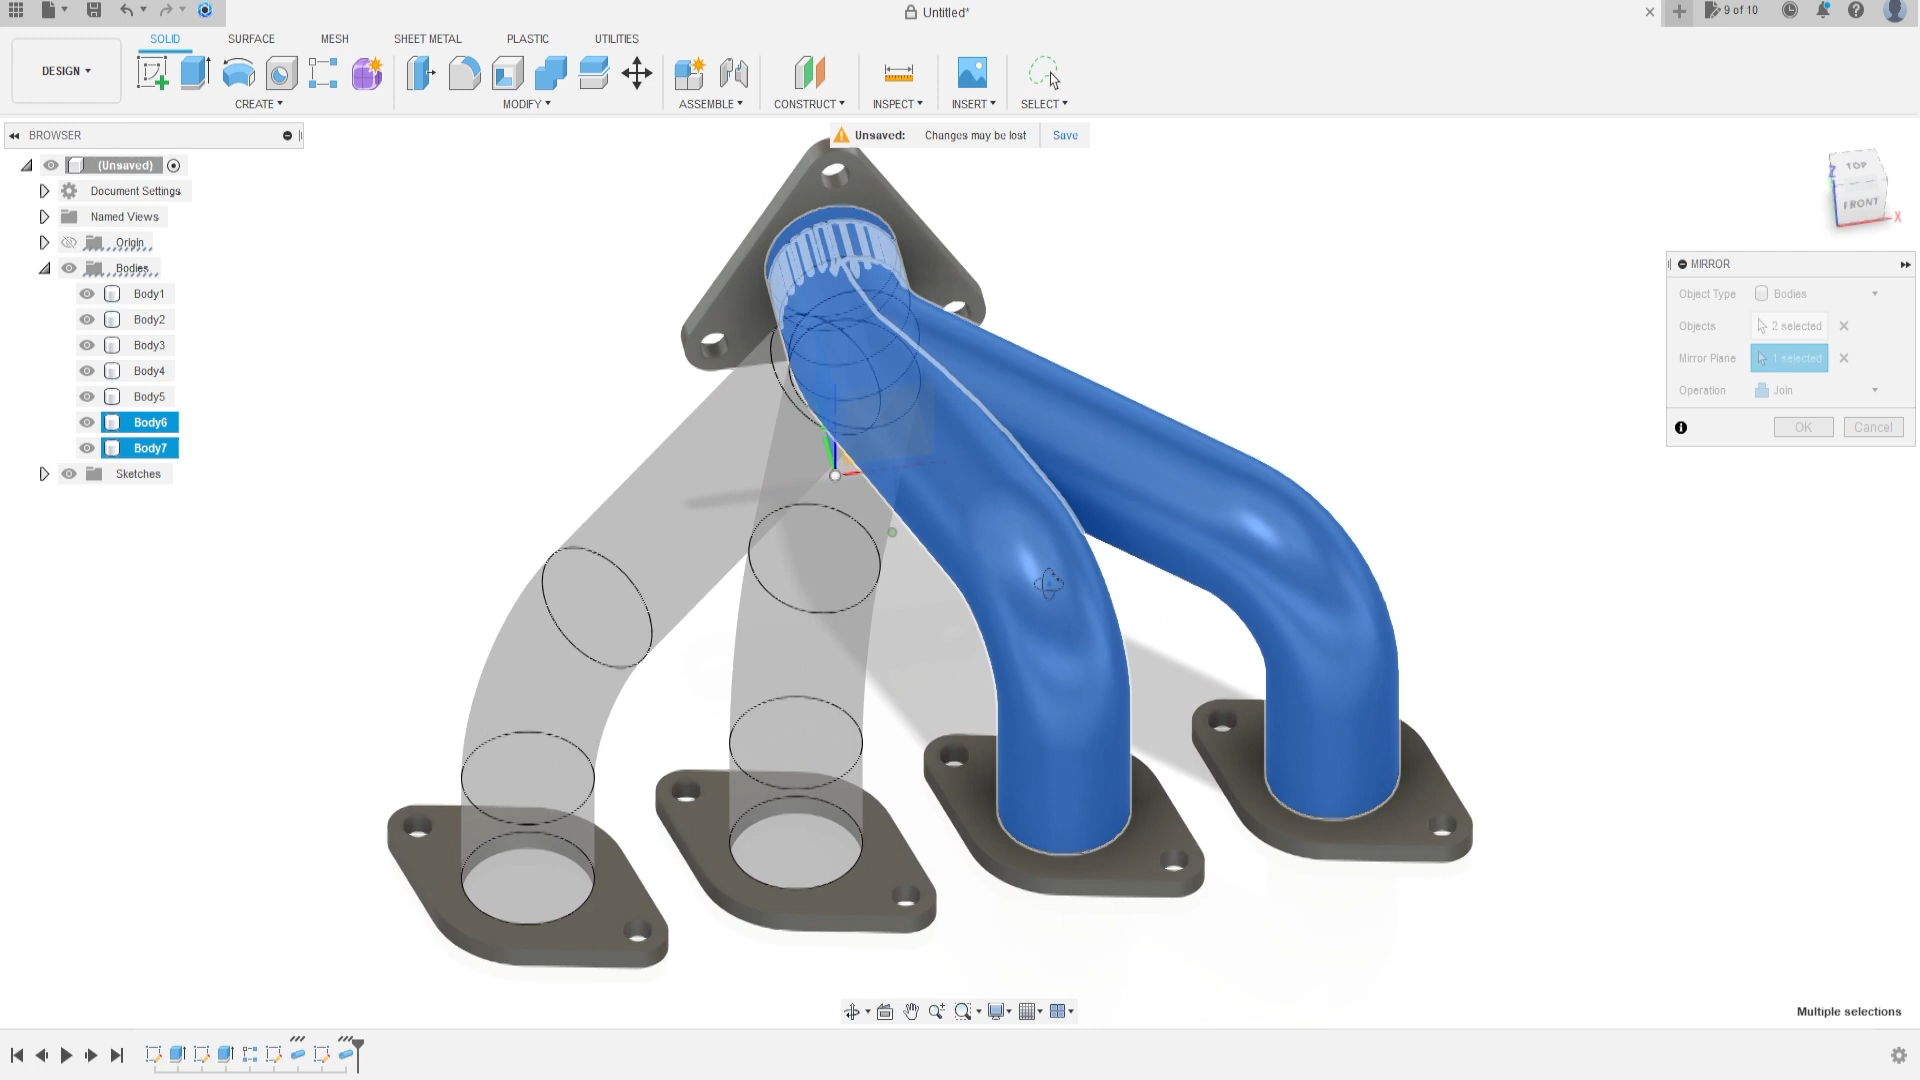 Untitled*
9 of 10
SOLID
SURFACE
MESH
SHEET METAL
PLASTIC
UTILITIES
DESIGN
CREATE
MODIFY
ASSEMBLE
CONSTRUCT
INSPECT
INSERT
SELECT
BROWSER
Unsaved: Changes may be lost Save
(Unsaved)
Document Settings
Named Views
Origin
Bodies
Body1
Body2
Body3
Body4
Body5
Body6
Body7
Sketches
TOP
FRONT
Z
X
MIRROR
Object Type Bodies
Objects 2 selected
Mirror Plane 1 selected
Operation Join
OK Cancel
Multiple selections